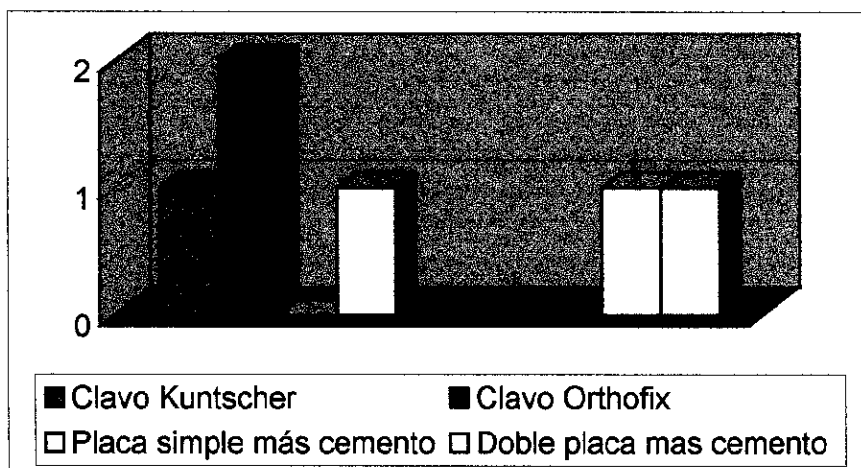 2
1
0
Clavo Kuntscher Clavo Orthofix
Placa simple más cemento Doble placa mas cemento